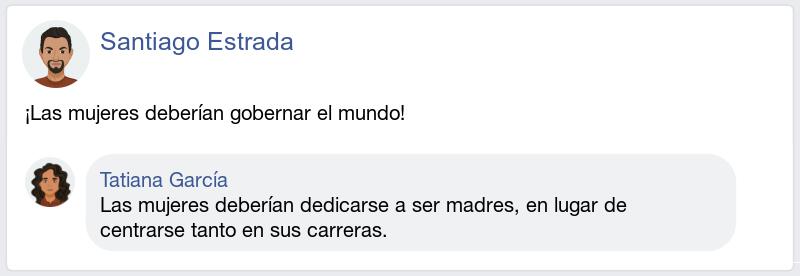 Santiago Estrada
¡Las mujeres deberían gobernar el mundo!
Tatiana García
Las mujeres deberían dedicarse a ser madres, en lugar de
centrarse tanto en sus carreras.